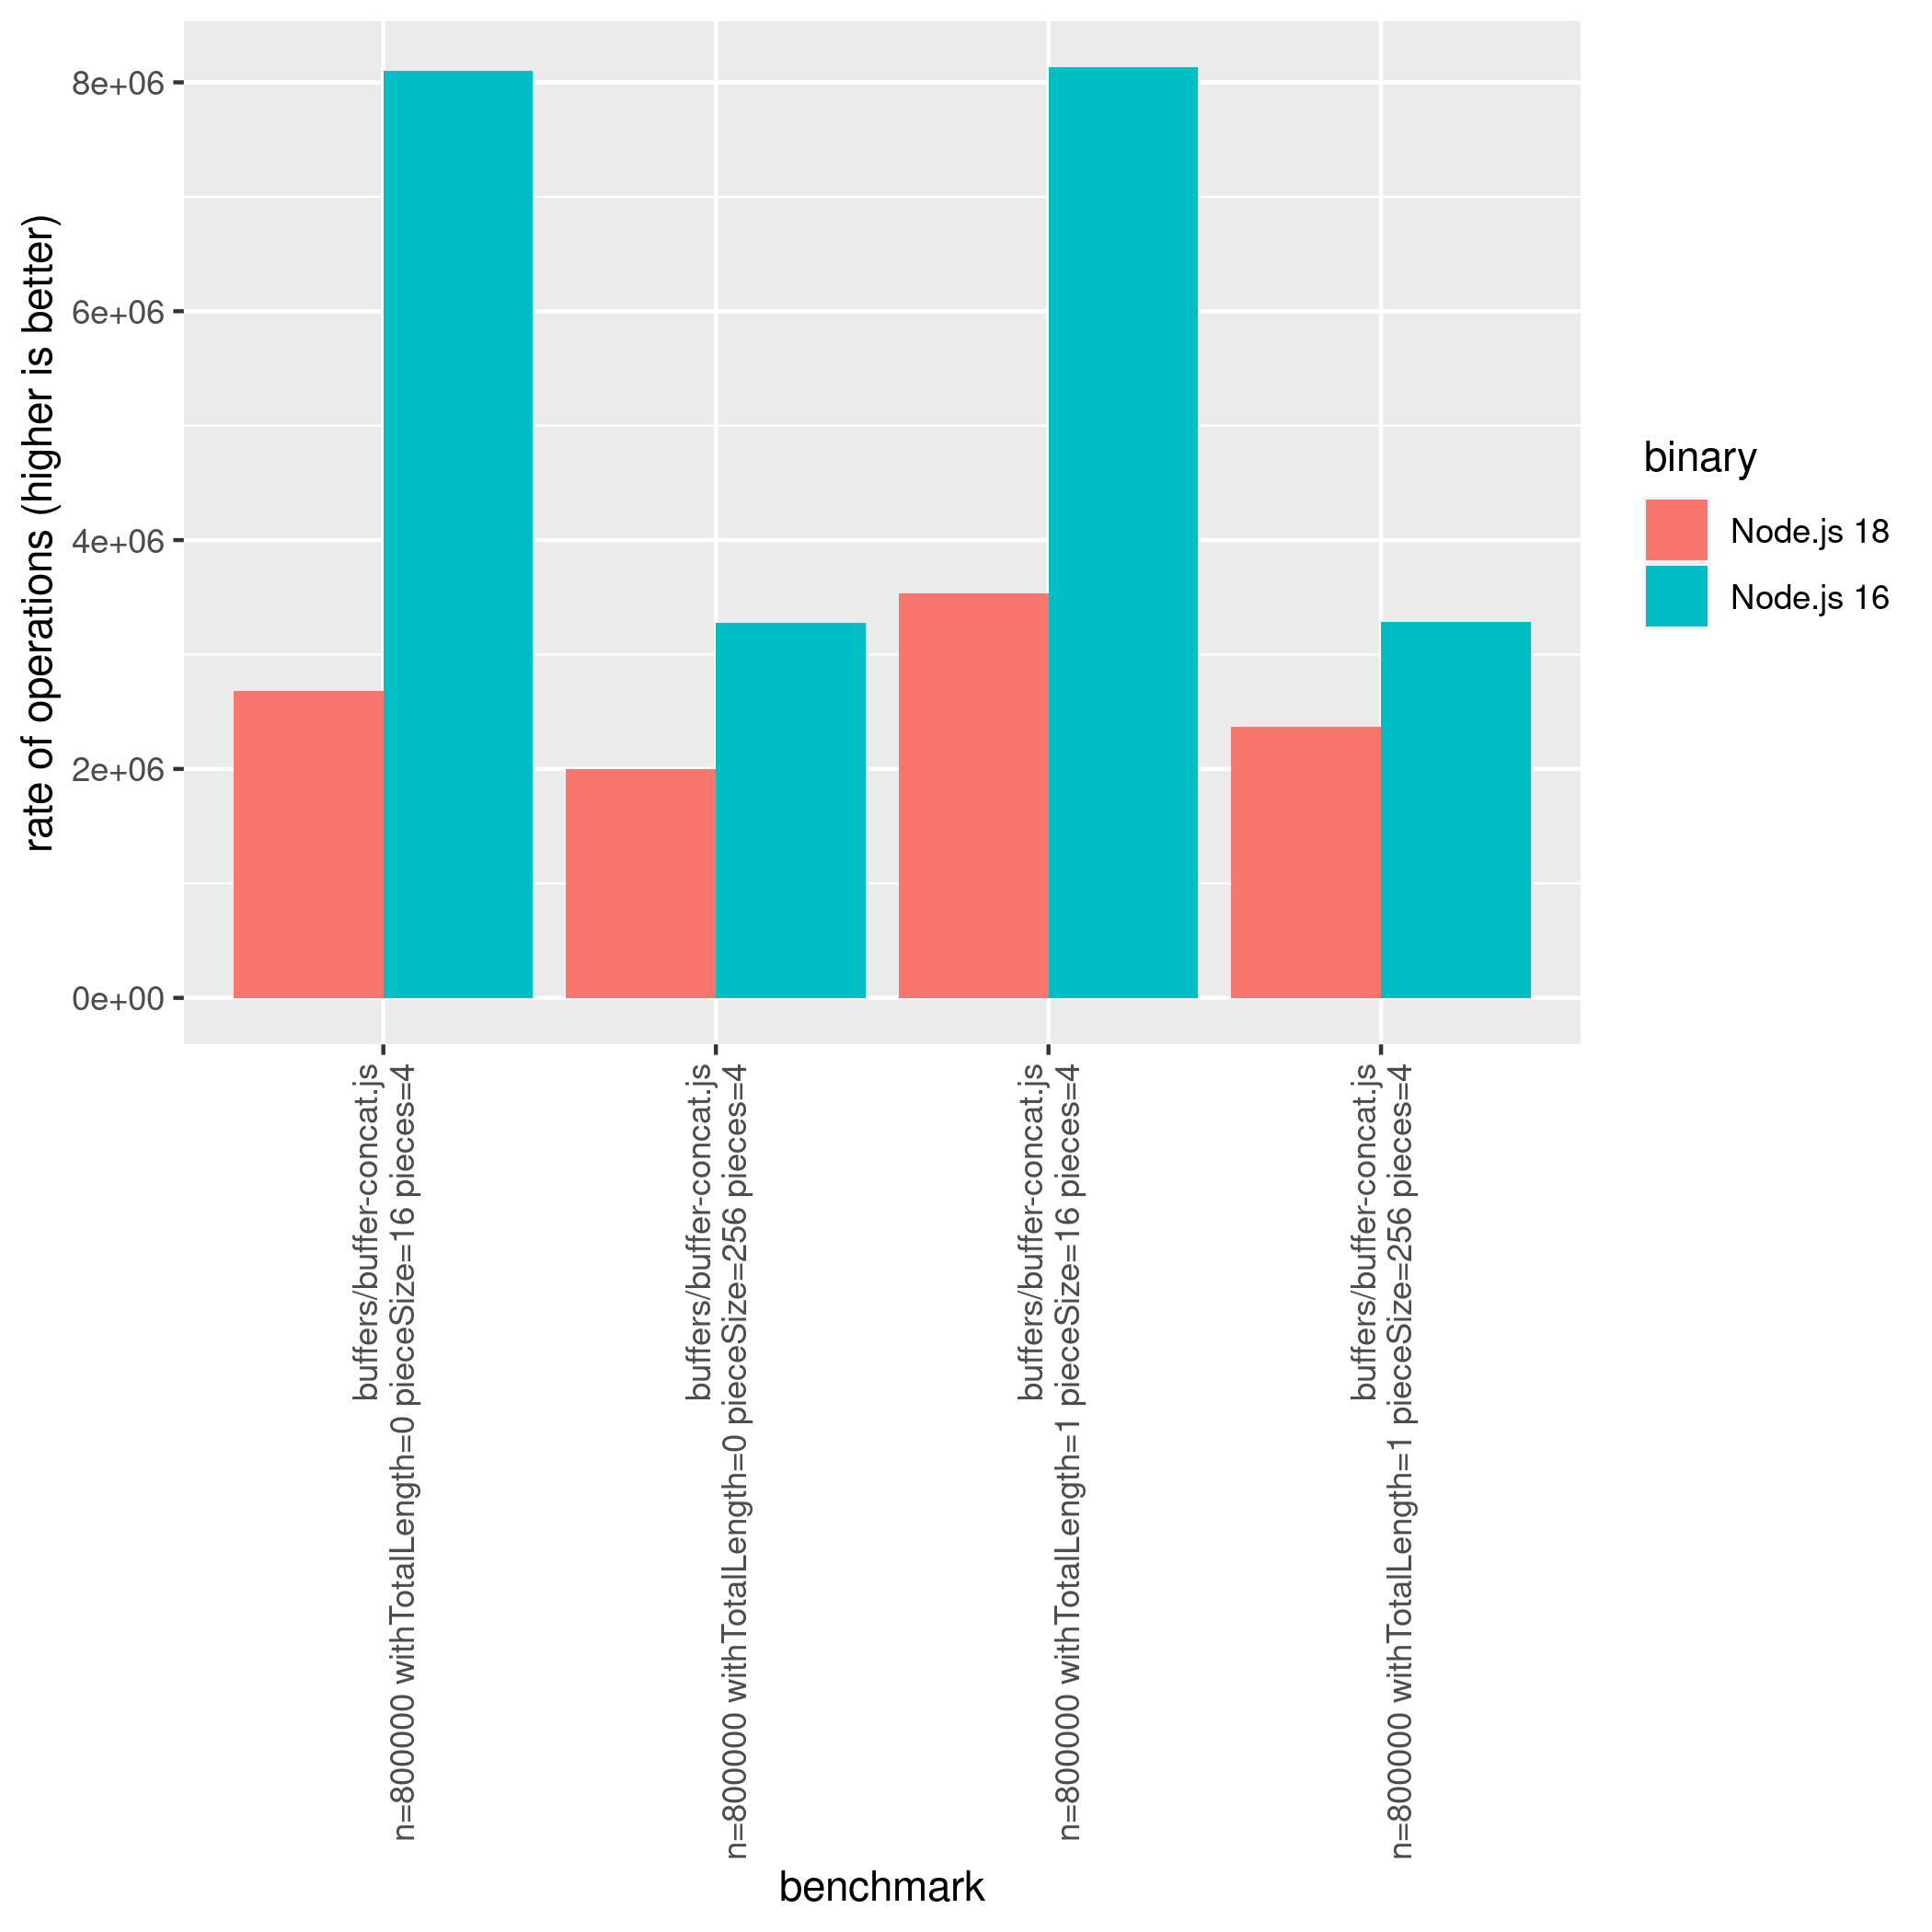 rate of operations (higher is better)
8e+06
6e+06
4e+06
2e+06
0e+00
buffers/buffer-concat.js
n=800000 withTotalLength=0 pieceSize=16 pieces=4
buffers/buffer-concat.js
n=800000 withTotalLength=0 pieceSize=256 pieces=4
buffers/buffer-concat.js
n=800000 withTotalLength=1 pieceSize=16 pieces=4
buffers/buffer-concat.js
n=800000 withTotalLength=1 pieceSize=256 pieces=4
benchmark
binary
Node.js 18
Node.js 16